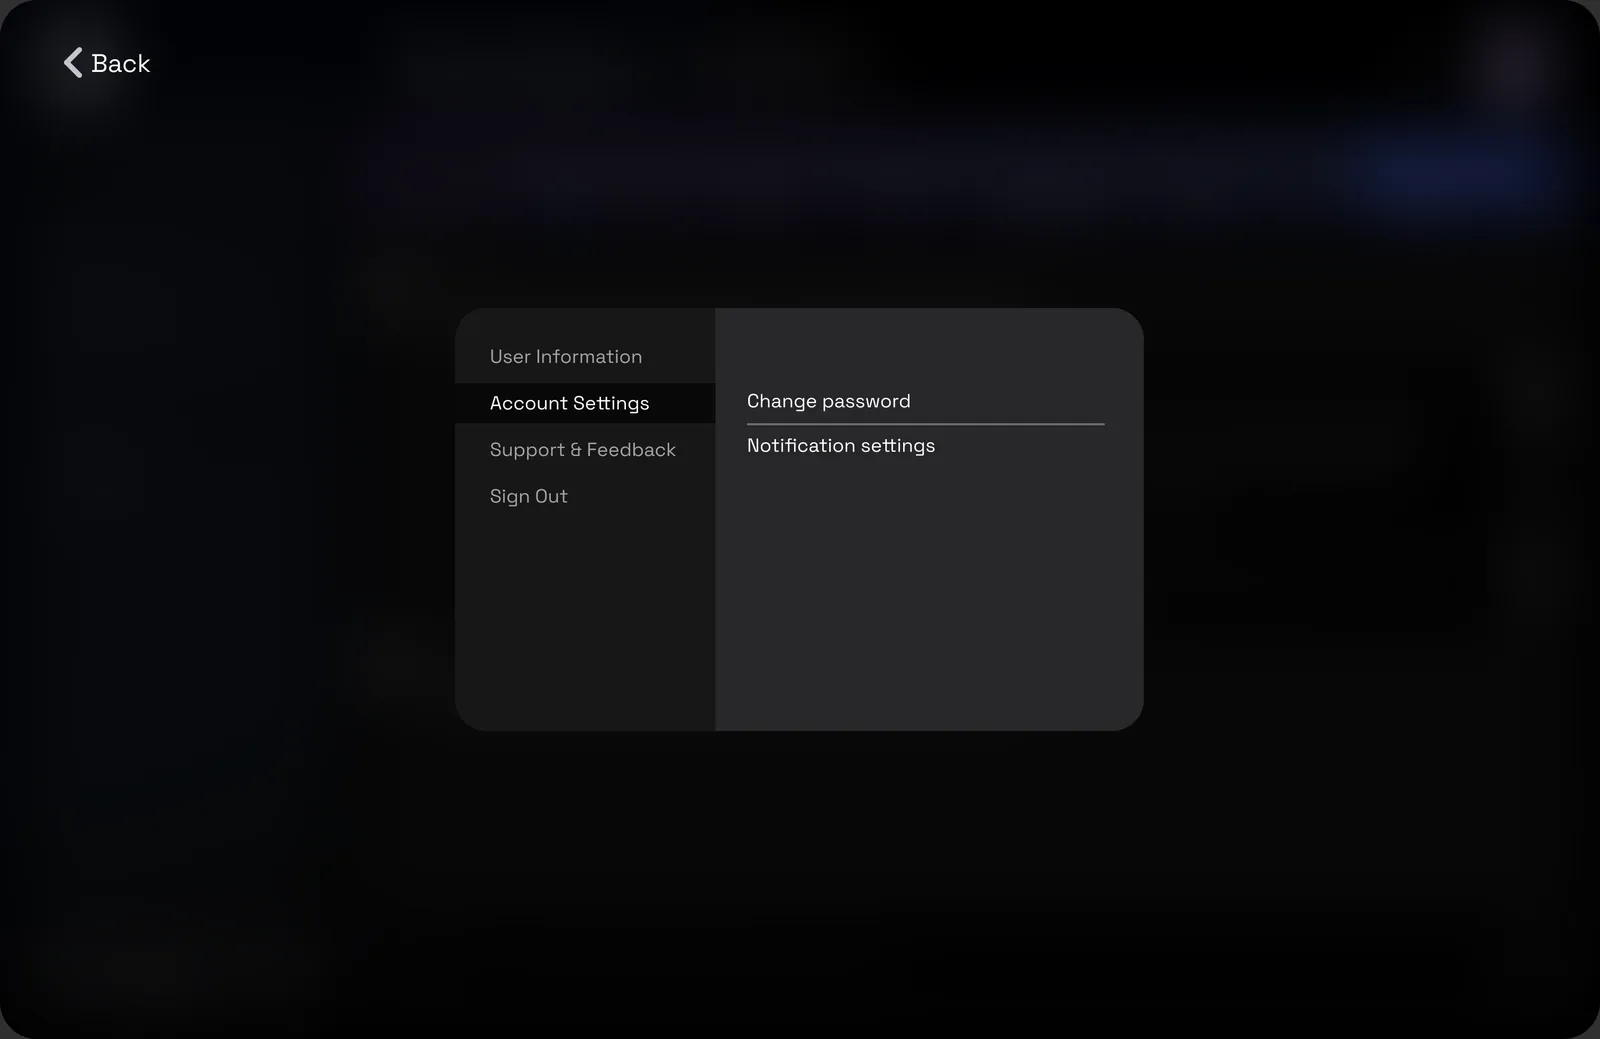 Back
User Information
Account Settings
Support & Feedback
Sign Out
Change password
Notification settings